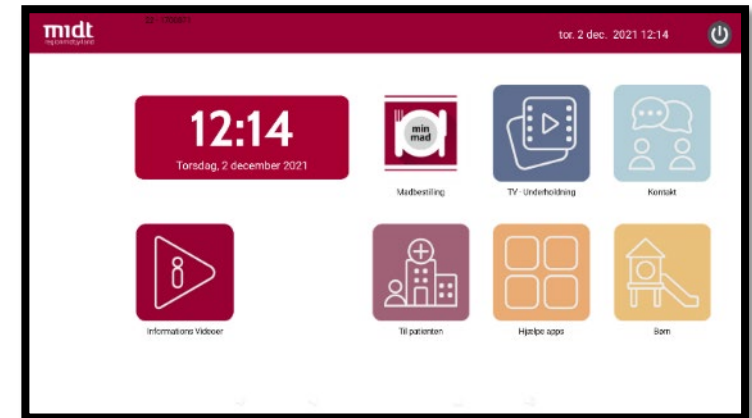 midt
regionmidtjylland
tor. 2 dec. 2021 12:14
12:14
Torsdag, 2 december 2021
min
mad
Madbestilling
TV - Underholdning
Kontakt
Informations Videoer
Til patienten
Hjælpe apps
Børn